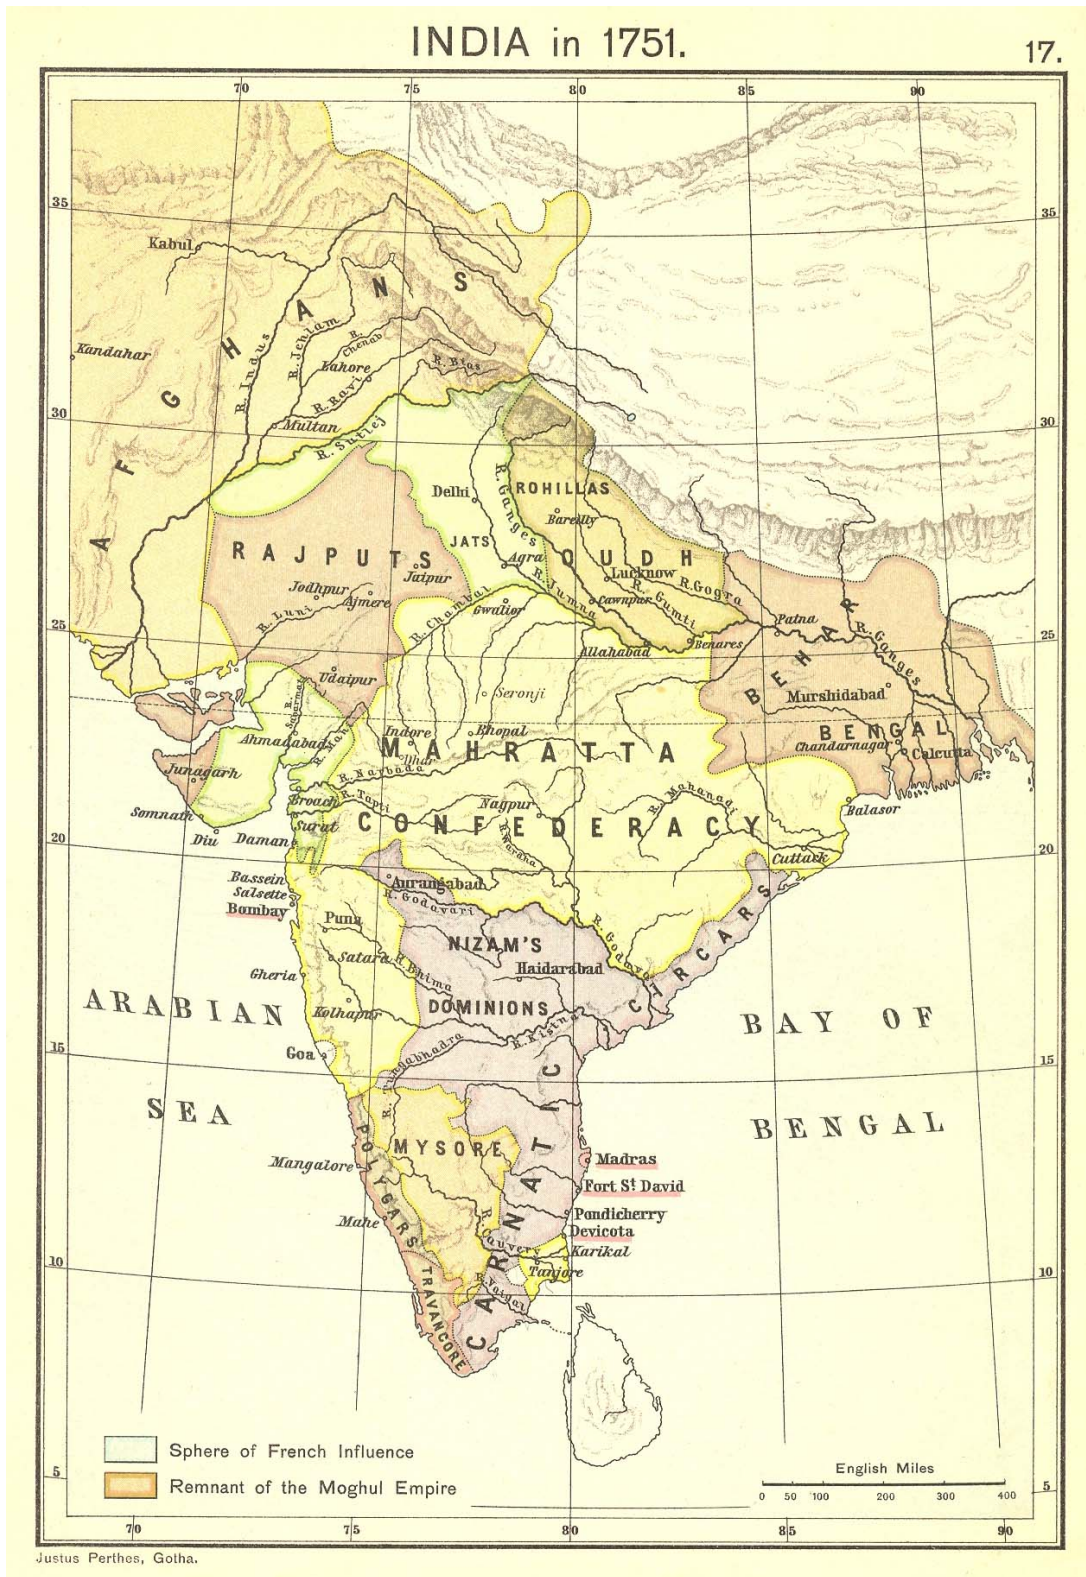 INDIA in 1751.
17.
70 75 80 85 90
35 35
Kabul
AFGHANS
Kandahar
R. Indus
R. Jehlam
R. Chenab
Lahore
R. Ravi
R. Bias
30 30
Multan
R. Sutlej
Delhi
R. Ganges
ROHILLAS
Bareilly
JATS
RAJPUTS
Agra
OUDH
Jaipur
Lucknow
R. Gogra
Jodhpur
Ajmere
R. Jumna
R. Gumti
Cawnpur
R. Luni
R. Chambal
Gwalior
Patna
BEHAR
R. Ganges
25 25
Allahabad
Benares
Udaipur
Seronji
R. Sabarmati
Murshidabad
Ahmadabad
R. Mahi
Indore
Bhopal
BENGAL
Chandarnagar
Calcutta
MAHRATTA
Dhar
Junagarh
R. Narbada
Broach
R. Tapti
Nagpur
R. Mahanadi
Somnath
Surat
CONFEDERACY
Balasor
Diu
Daman
R. Wardha
20 20
Cuttack
Bassein
Aurangabad
Salsette
R. Godavari
Bombay
Puna
NIZAM'S
R. Godavari
CIRCARS
Satara
R. Bhima
Haidarabad
Gheria
DOMINIONS
Kolhapur
R. Kistna
ARABIAN
BAY OF
Goa
R. Tungabhadra
15 15
SEA
BENGAL
POLYGARS
MYSORE
CARNATIC
Mangalore
Madras
Fort St David
Mahe
Pondicherry
R. Cauvery
Devicota
Karikal
10 10
Tanjore
R. Vaigai
TRAVANCORE
Sphere of French Influence
Remnant of the Moghul Empire
English Miles
0 50 100 200 300 400
5 5
70 75 80 85 90
Justus Perthes, Gotha.